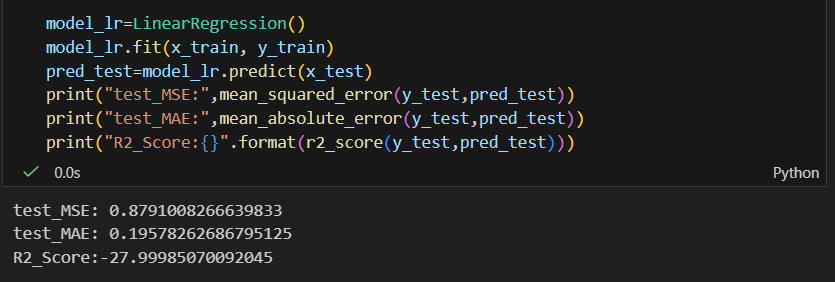 model_lr=LinearRegression()
model_lr.fit(x_train, y_train)
pred_test=model_lr.predict(x_test)
print("test_MSE:",mean_squared_error(y_test,pred_test))
print("test_MAE:",mean_absolute_error(y_test,pred_test))
print("R2_Score:{}".format(r2_score(y_test,pred_test)))
0.0s
Python
test_MSE: 0.8791008266639833
test_MAE: 0.19578262686795125
R2_Score:-27.99985070092045